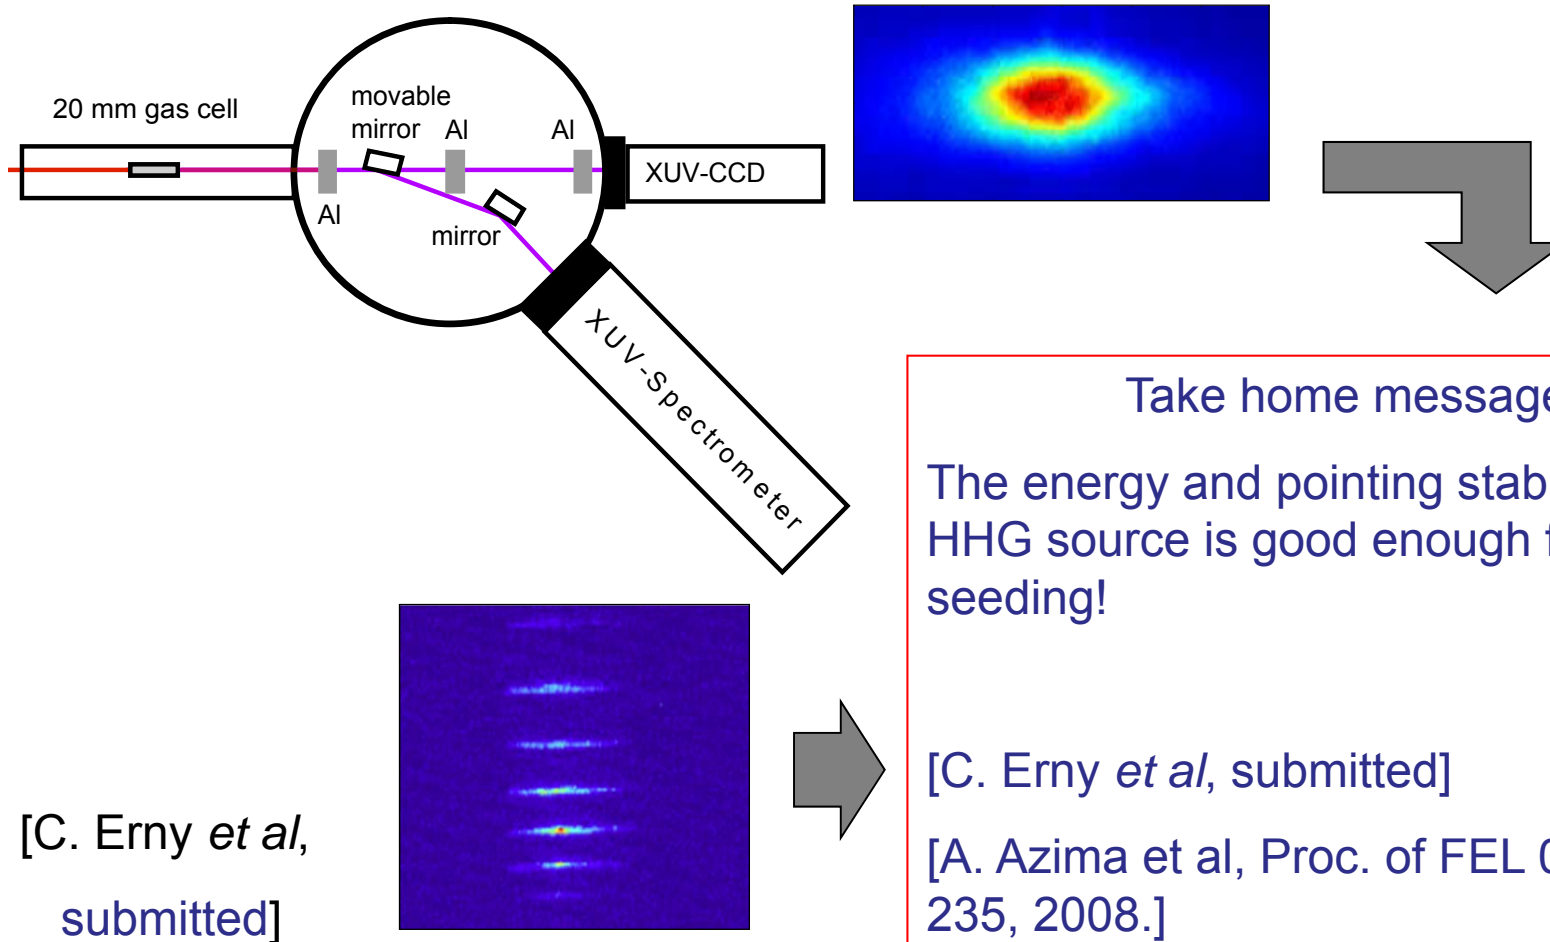 20 mm gas cell
movable
mirror
Al
Al
Al
mirror
XUV-CCD
XUV-Spectrometer
Take home message
The energy and pointing stab
HHG source is good enough f
seeding!
[C. Erny et al, submitted]
[A. Azima et al, Proc. of FEL 0
235, 2008.]
[C. Erny et al,
submitted]